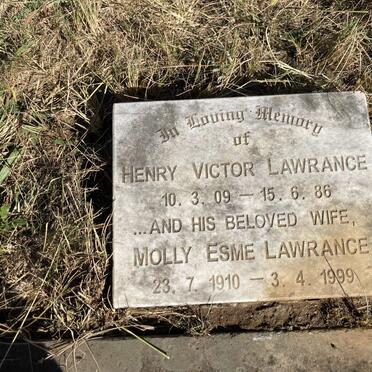 In Loving Memory
of
HENRY VICTOR LAWRANCE
10. 3. 09 — 15. 6. 86
...AND HIS BELOVED WIFE,
MOLLY ESME LAWRANCE
23. 7. 1910 — 3. 4. 1999